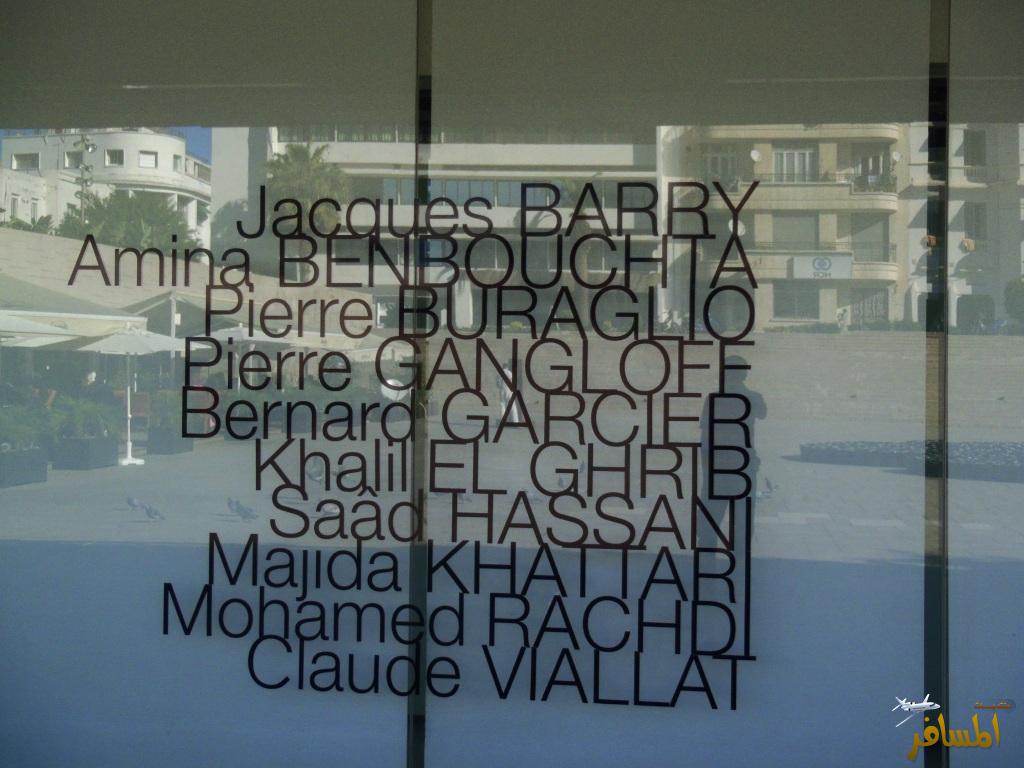 Jacques BARRY
Amina BENBOUCHTA
Pierre BURAGLIO
Pierre GANGLOFF
Bernard GARCIER
Khalil EL GHRIB
Saâd HASSANI
Majida KHATTARI
Mohamed RACHDI
Claude VIALLAT
المسافر